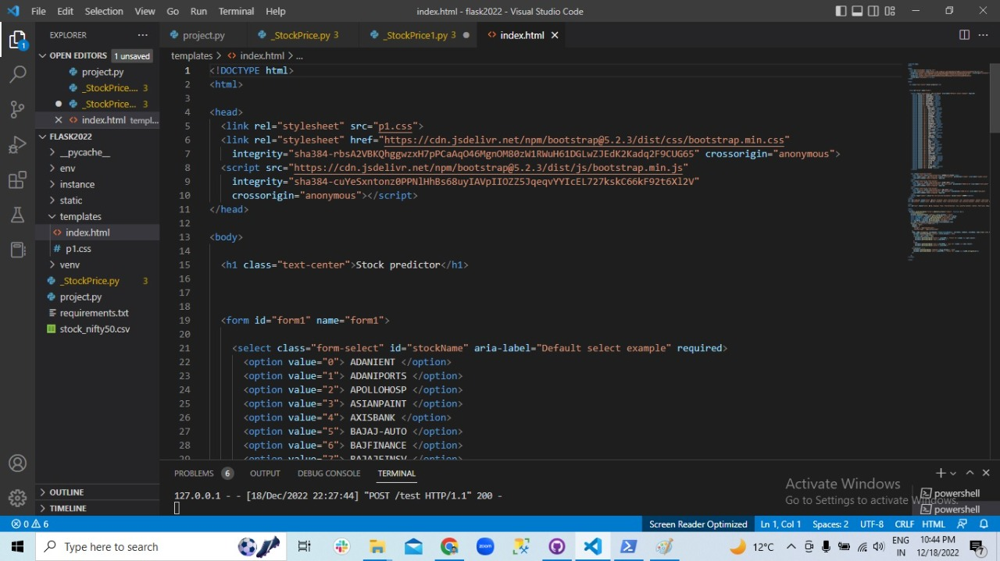 File Edit Selection View Go Run Terminal Help index.html - flask2022 - Visual Studio Code
EXPLORER
OPEN EDITORS 1 unsaved
project.py
_StockPrice.... 3
_StockPrice... 3
index.html templ...
FLASK2022
__pycache__
env
instance
static
templates
index.html
# p1.css
venv
_StockPrice.py 3
project.py
requirements.txt
stock_nifty50.csv
OUTLINE
TIMELINE
project.py _StockPrice.py 3 _StockPrice1.py 3 index.html
templates > index.html > ...
1 <!DOCTYPE html>
2 <html>
3
4 <head>
5 <link rel="stylesheet" src="p1.css">
6 <link rel="stylesheet" href="https://cdn.jsdelivr.net/npm/bootstrap@5.2.3/dist/css/bootstrap.min.css"
7 crossorigin="anonymous">
8 <script src="https://cdn.jsdelivr.net/npm/bootstrap@5.2.3/dist/js/bootstrap.min.js"
9
10 crossorigin="anonymous"></script>
11 </head>
12
13 <body>
14
15 <h1 class="text-center">Stock predictor</h1>
16
17
18
19 <form id="form1" name="form1">
20
21 <select class="form-select" id="stockName" aria-label="Default select example" required>
22 <option value="0"> ADANIENT </option>
23 <option value="1"> ADANIPORTS </option>
24 <option value="2"> APOLLOHOSP </option>
25 <option value="3"> ASIANPAINT </option>
26 <option value="4"> AXISBANK </option>
27 <option value="5"> BAJAJ-AUTO </option>
28 <option value="6"> BAJFINANCE </option>
29 <option value="7"> BAJAJFINSV </option>
PROBLEMS 6 OUTPUT DEBUG CONSOLE TERMINAL
127.0.0.1 - - [18/Dec/2022 22:27:44] "POST /test HTTP/1.1" 200 -
powershell
powershell
Activate Windows
Go to Settings to activate Windows.
0 6 Screen Reader Optimized Ln 1, Col 1 Spaces: 2 UTF-8 CRLF HTML
Type here to search
zoom
12°C
ENG
IN
10:44 PM
12/18/2022
7